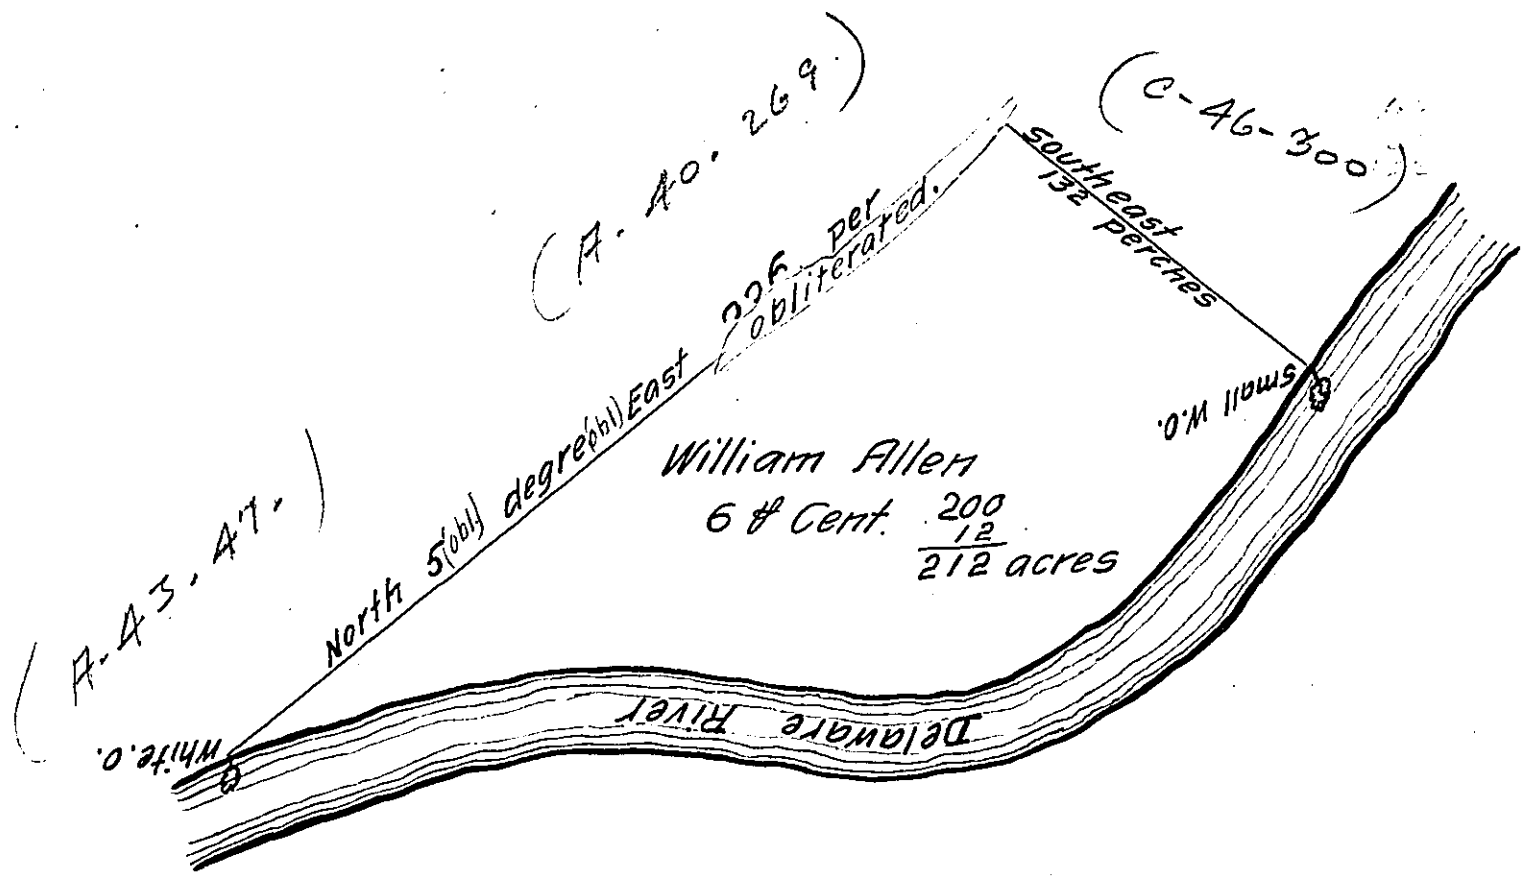 (A. 40. 269)
(C-46-300)
Southeast
132 perches
per
obliterated.
North 5(obl) degre(obl) East
Small W.O.
William Allen
6 ⅌ Cent.
200
12
212 acres
(A-43.47.)
White.O.
Delaware River